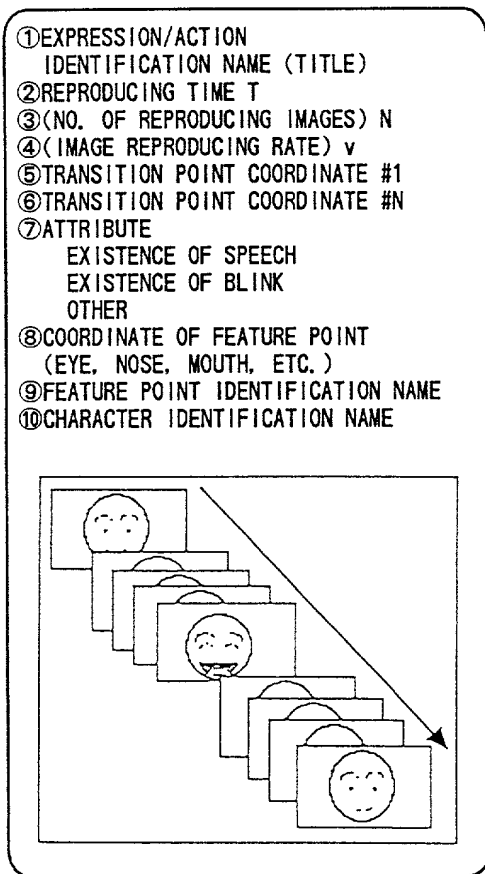 ①EXPRESSION/ACTION
IDENTIFICATION NAME (TITLE)
②REPRODUCING TIME T
③(NO. OF REPRODUCING IMAGES) N
④(IMAGE REPRODUCING RATE) v
⑤TRANSITION POINT COORDINATE #1
⑥TRANSITION POINT COORDINATE #N
⑦ATTRIBUTE
EXISTENCE OF SPEECH
EXISTENCE OF BLINK
OTHER
⑧COORDINATE OF FEATURE POINT
(EYE, NOSE, MOUTH, ETC.)
⑨FEATURE POINT IDENTIFICATION NAME
⑩CHARACTER IDENTIFICATION NAME